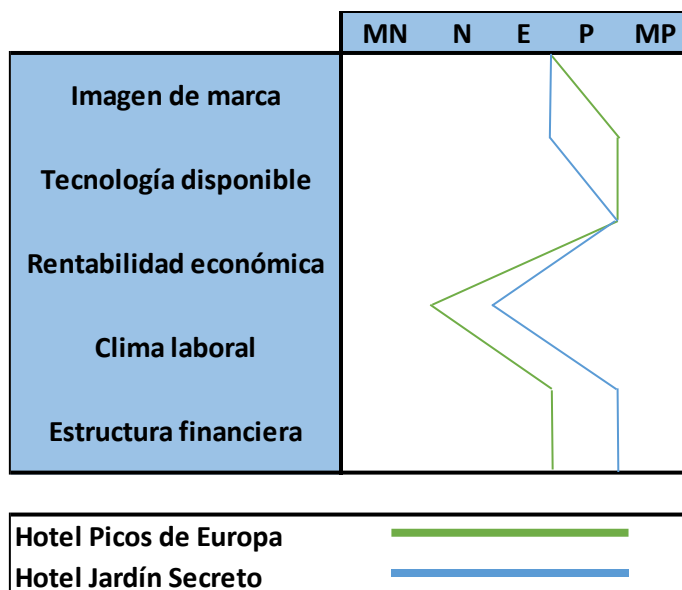 MN N E P MP
Imagen de marca
Tecnología disponible
Rentabilidad económica
Clima laboral
Estructura financiera
Hotel Picos de Europa
Hotel Jardín Secreto